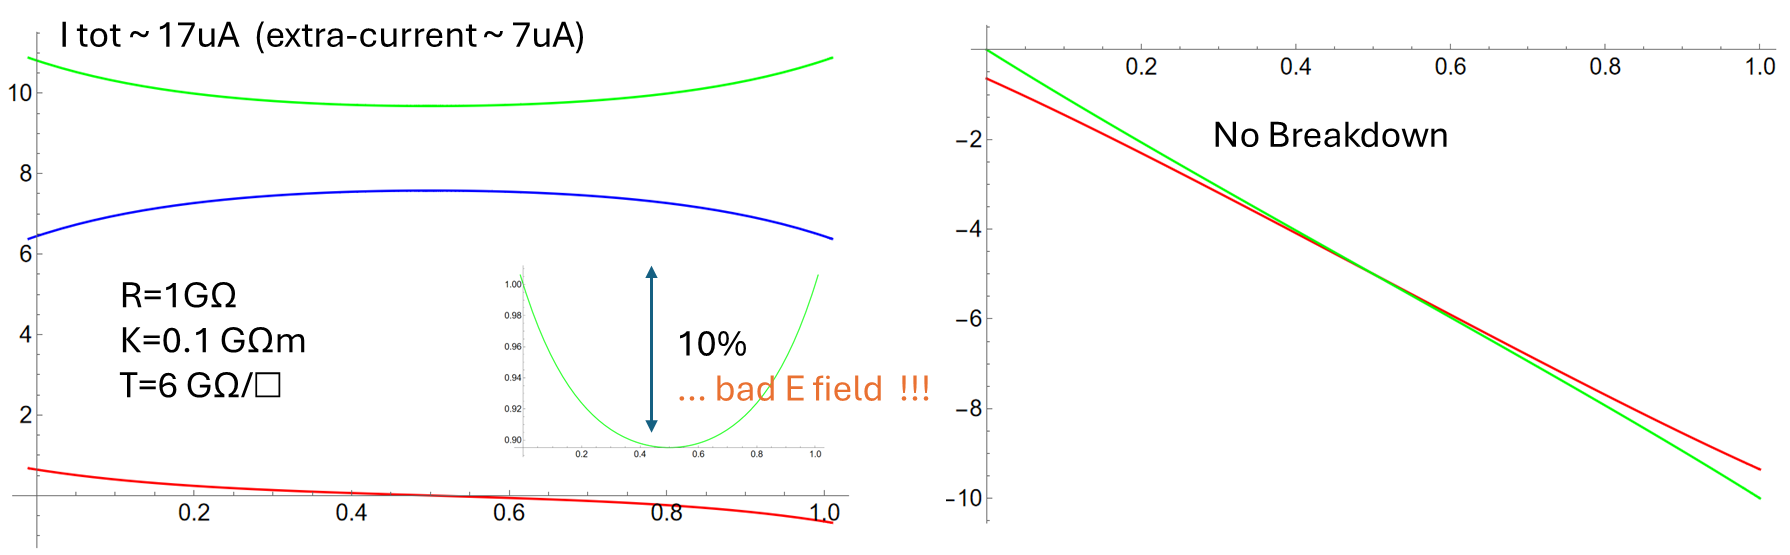 I tot ~ 17uA (extra-current ~ 7uA)
10
8
6
4
2
0.2 0.4 0.6 0.8 1.0
R=1GΩ
K=0.1 GΩm
T=6 GΩ/□
1.00
0.98
0.96
0.94
0.92
0.90
0.2 0.4 0.6 0.8 1.0
10%
... bad E field !!!
0.2 0.4 0.6 0.8 1.0
No Breakdown
−2
−4
−6
−8
−10